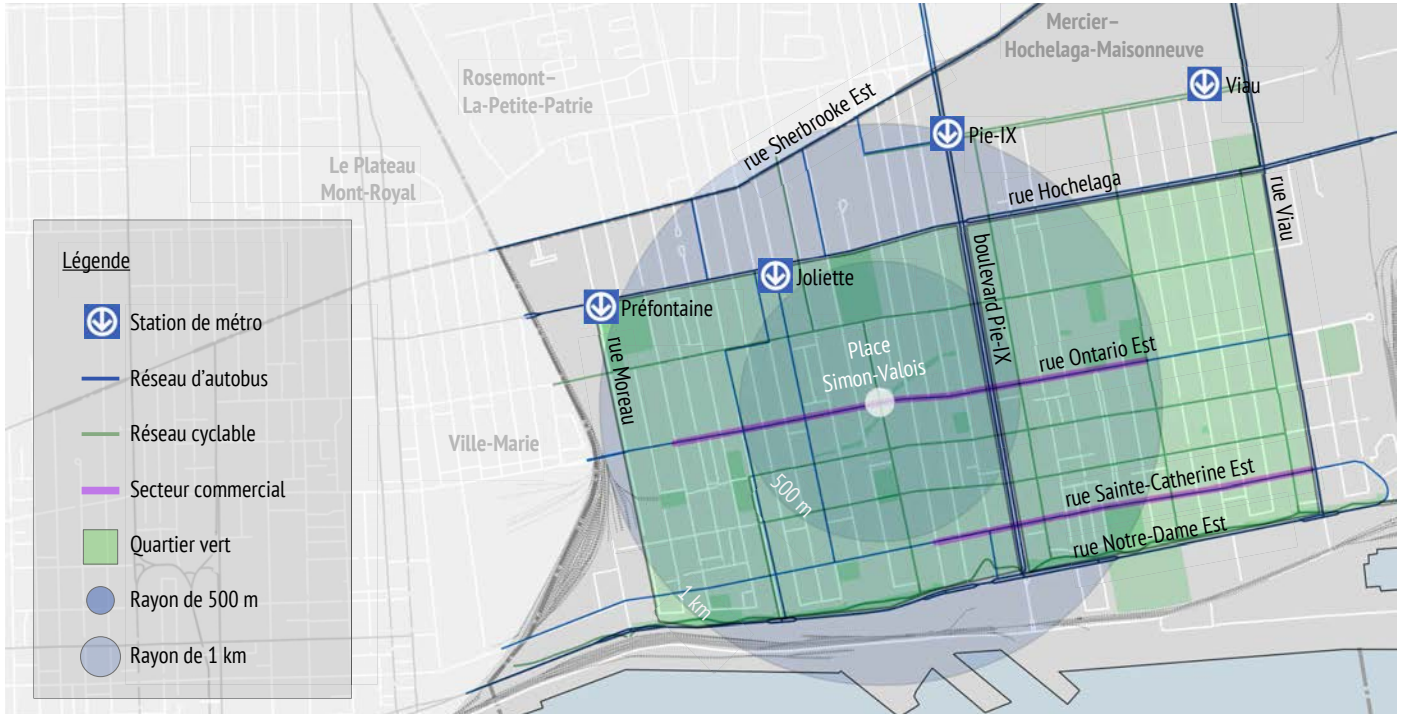 Mercier–
Hochelaga-Maisonneuve
Rosemont–
La-Petite-Patrie
Viau
rue Sherbrooke Est
Pie-IX
Le Plateau
Mont-Royal
rue Hochelaga
rue Viau
Légende
boulevard Pie-IX
Joliette
Préfontaine
Station de métro
rue Moreau
Place
Simon-Valois
rue Ontario Est
Réseau d'autobus
Réseau cyclable
Ville-Marie
Secteur commercial
500 m
rue Sainte-Catherine Est
rue Notre-Dame Est
Quartier vert
Rayon de 500 m
1 km
Rayon de 1 km